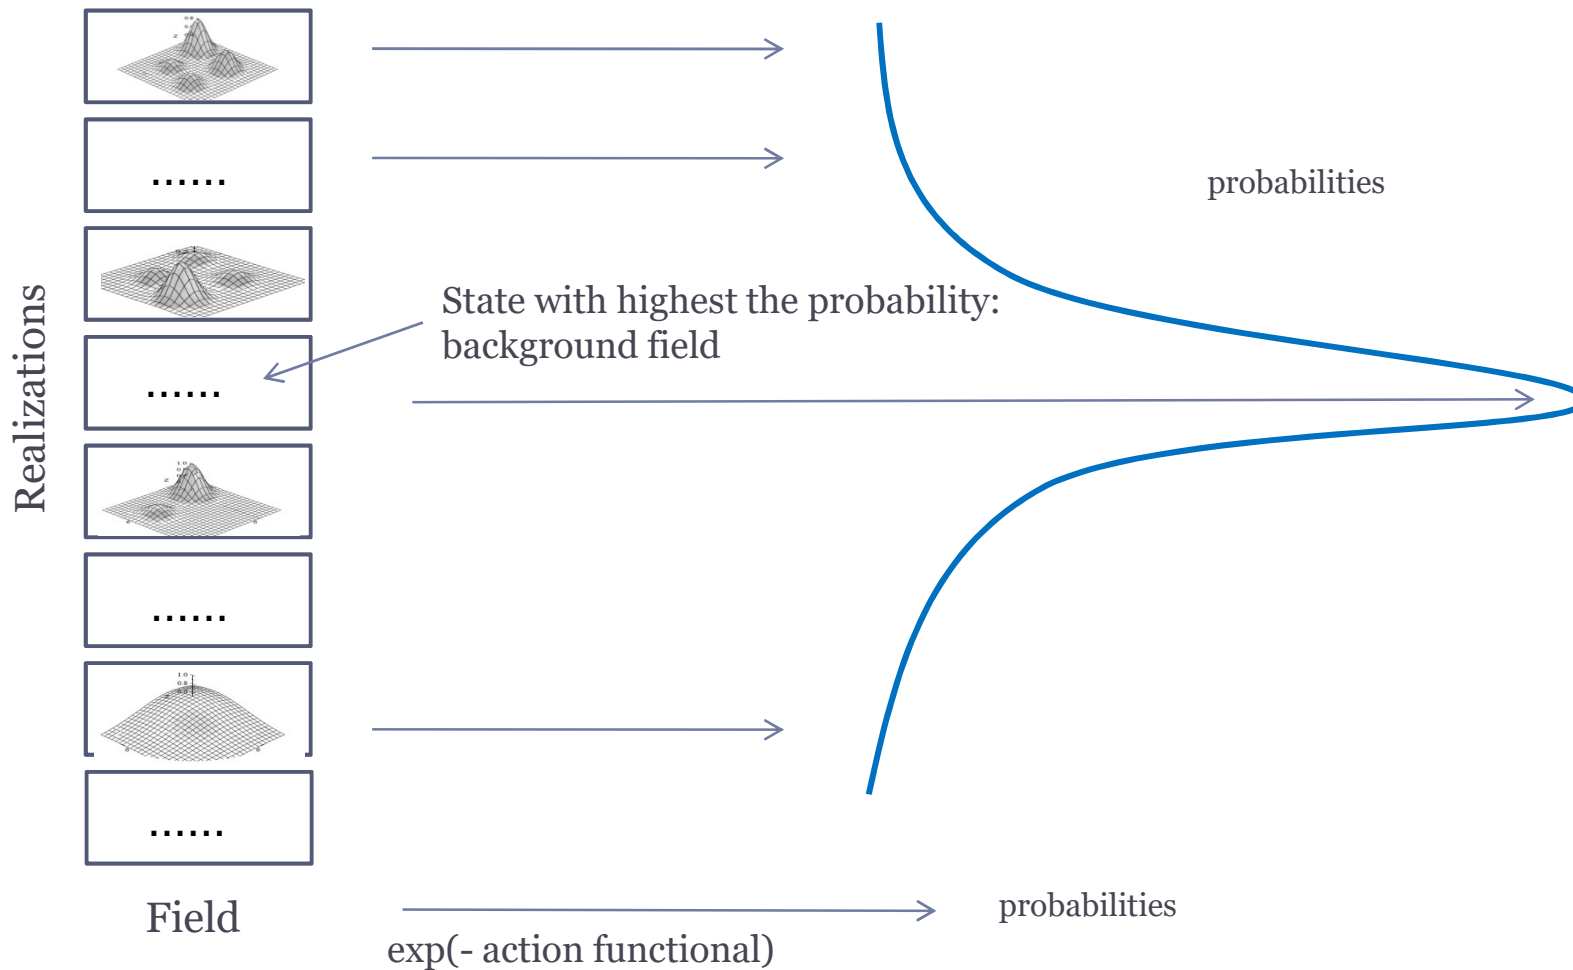 probabilities
......
Realizations
State with highest the probability:
background field
......
......
......
Field
exp(- action functional)
probabilities